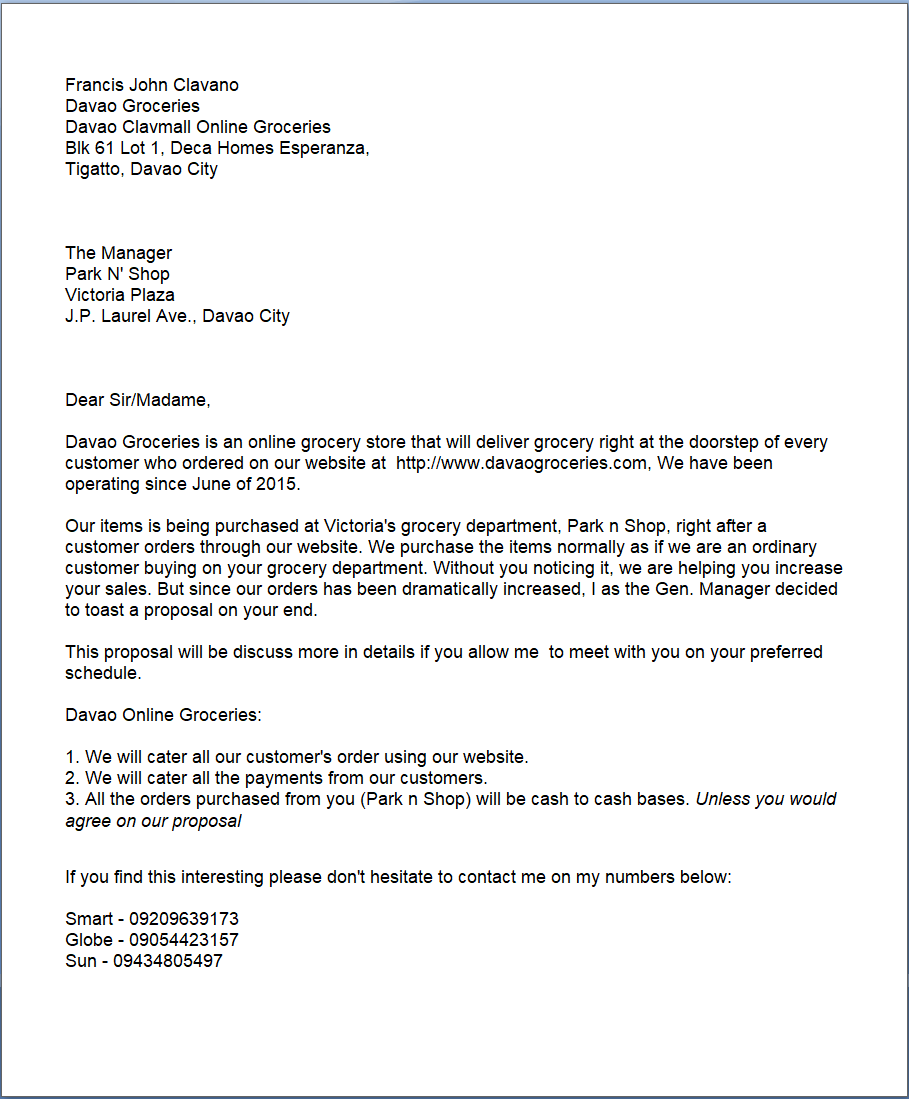 Francis John Clavano
Davao Groceries
Davao Clavmall Online Groceries
Blk 61 Lot 1, Deca Homes Esperanza,
Tigatto, Davao City
The Manager
Park N' Shop
Victoria Plaza
J.P. Laurel Ave., Davao City
Dear Sir/Madame,
Davao Groceries is an online grocery store that will deliver grocery right at the doorstep of every
customer who ordered on our website at  http://www.davaogroceries.com, We have been
operating since June of 2015.
Our items is being purchased at Victoria's grocery department, Park n Shop, right after a
customer orders through our website. We purchase the items normally as if we are an ordinary
customer buying on your grocery department. Without you noticing it, we are helping you increase
your sales. But since our orders has been dramatically increased, I as the Gen. Manager decided
to toast a proposal on your end.
This proposal will be discuss more in details if you allow me  to meet with you on your preferred
schedule.
Davao Online Groceries:
1. We will cater all our customer's order using our website.
2. We will cater all the payments from our customers.
3. All the orders purchased from you (Park n Shop) will be cash to cash bases. Unless you would
agree on our proposal
If you find this interesting please don't hesitate to contact me on my numbers below:
Smart - 09209639173
Globe - 09054423157
Sun - 09434805497